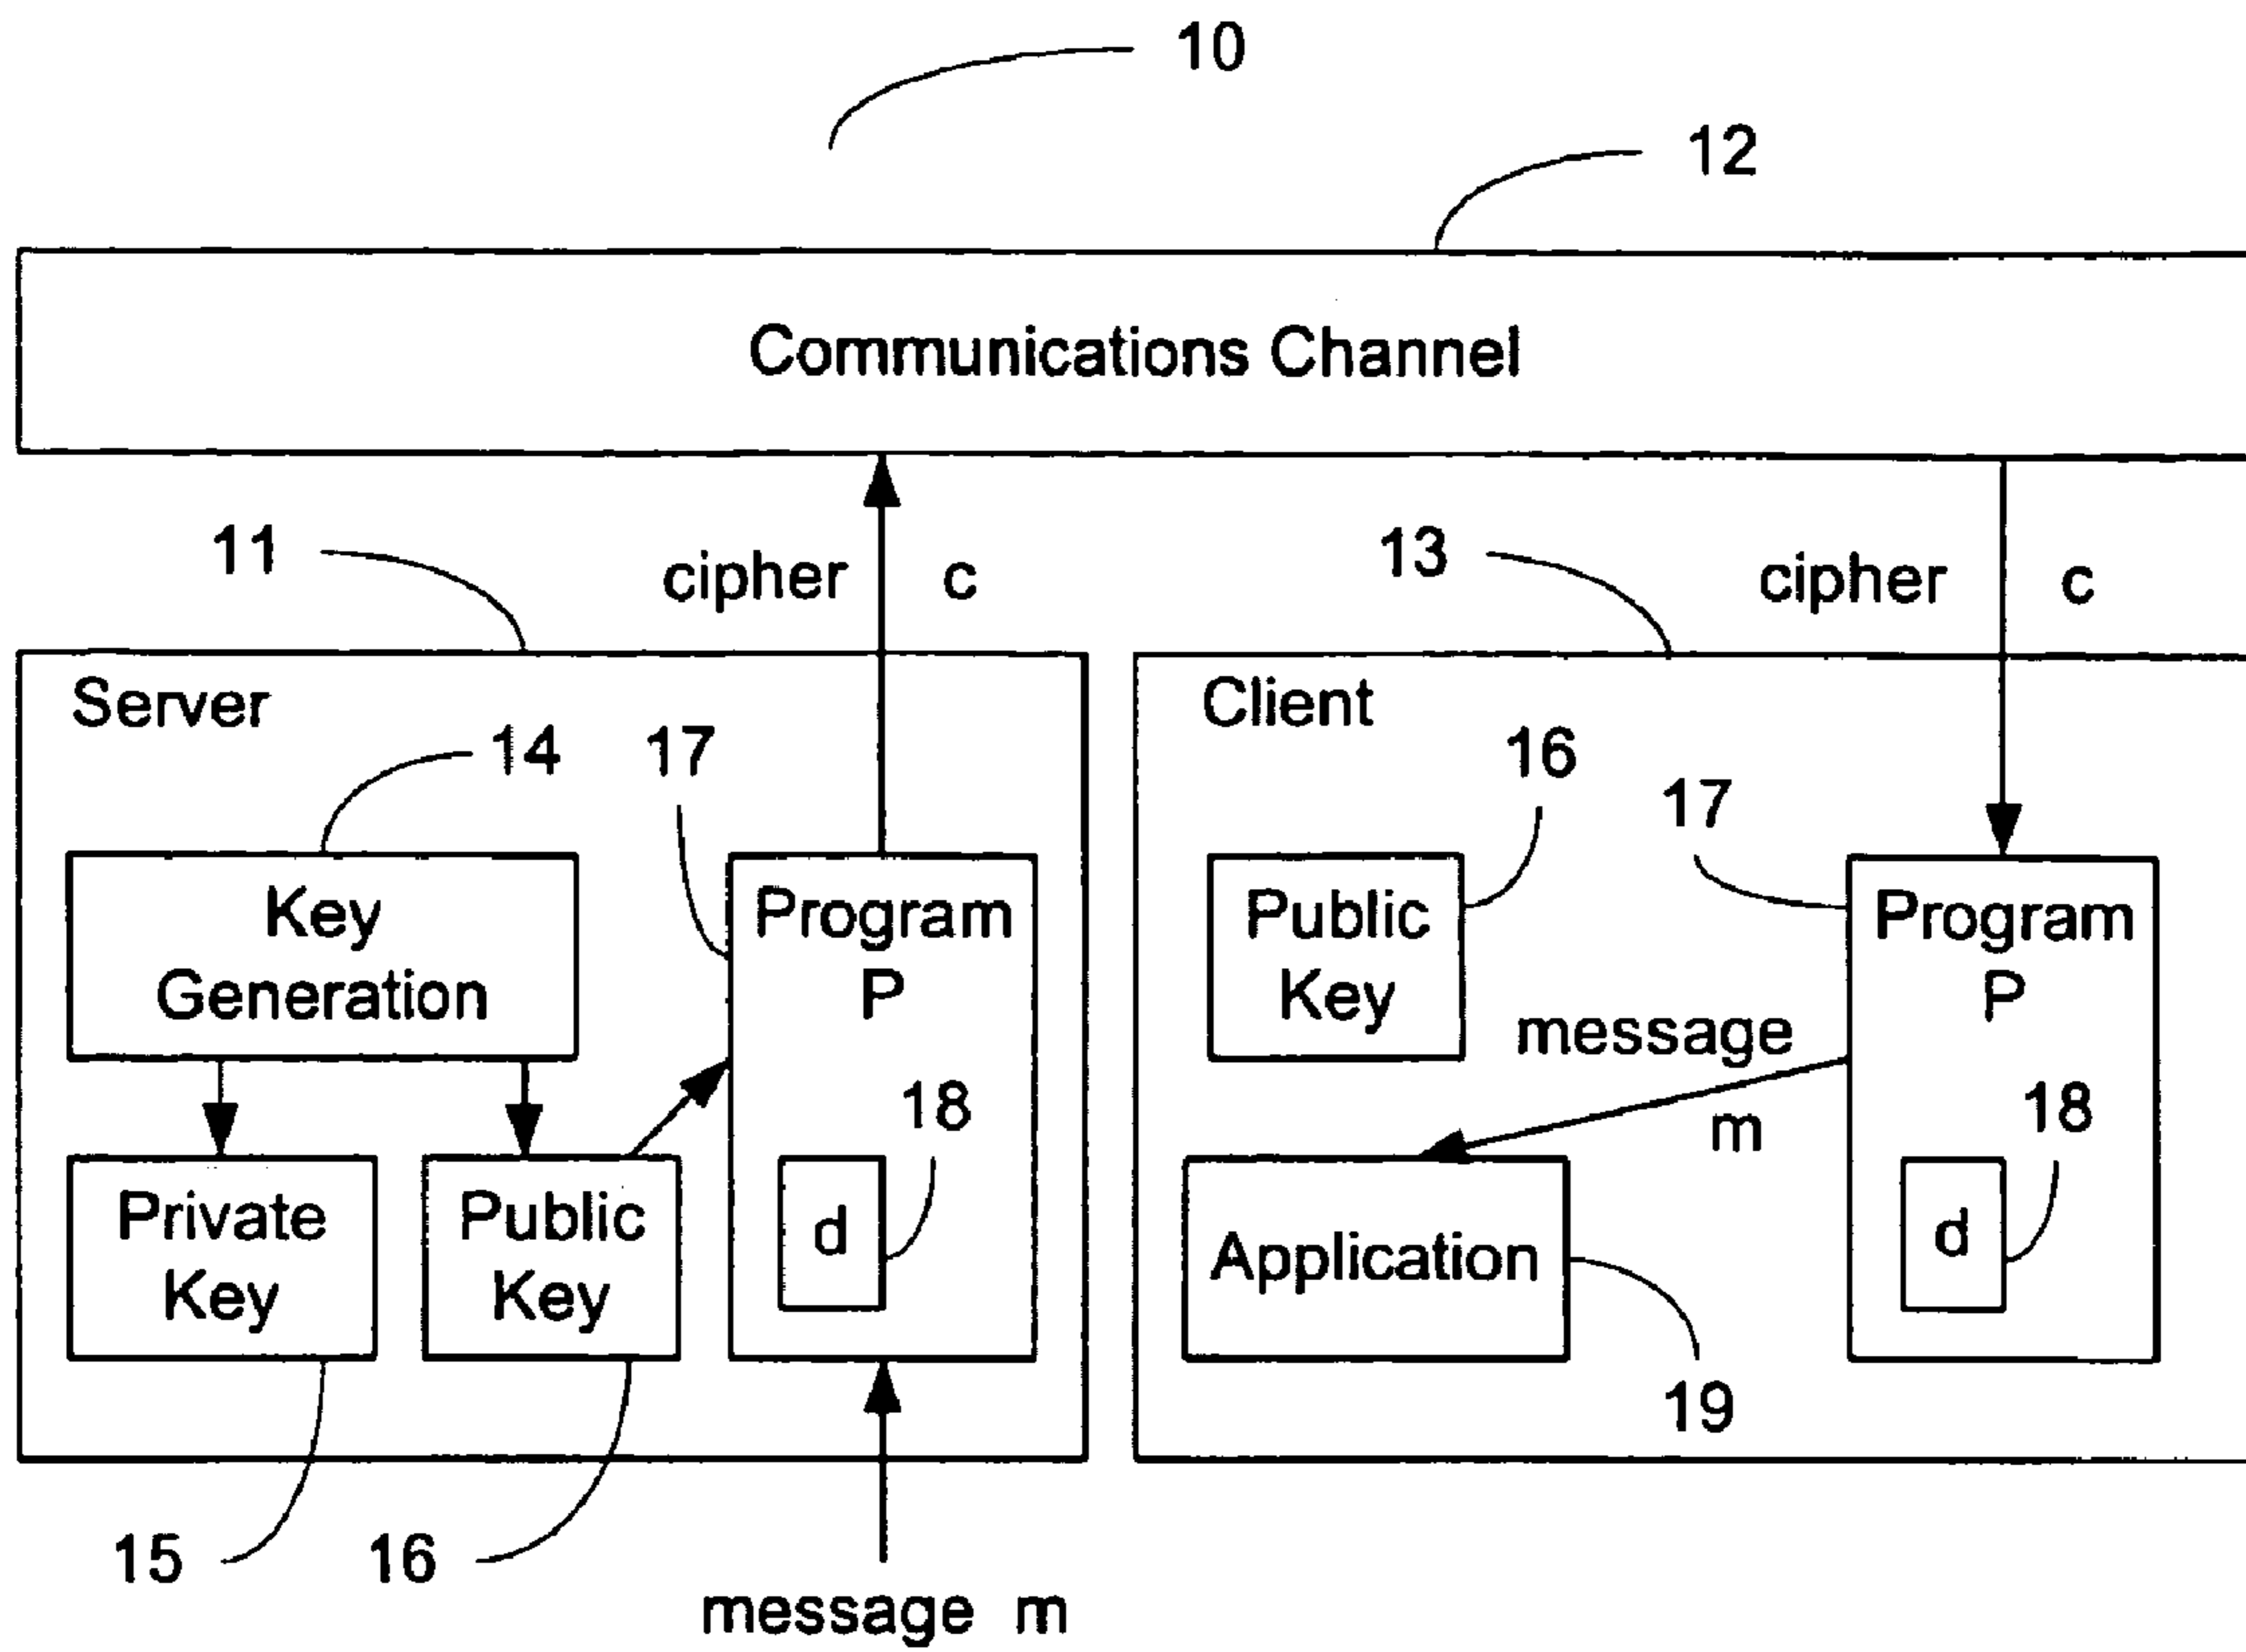 10
12
Communications Channel
11
cipher c
13
cipher c
Server
14
17
Key
Generation
Program
P
18
d
Private
Key
Public
Key
15
16
message m
Client
16
17
Public
Key
Program
P
message
m
18
d
Application
19